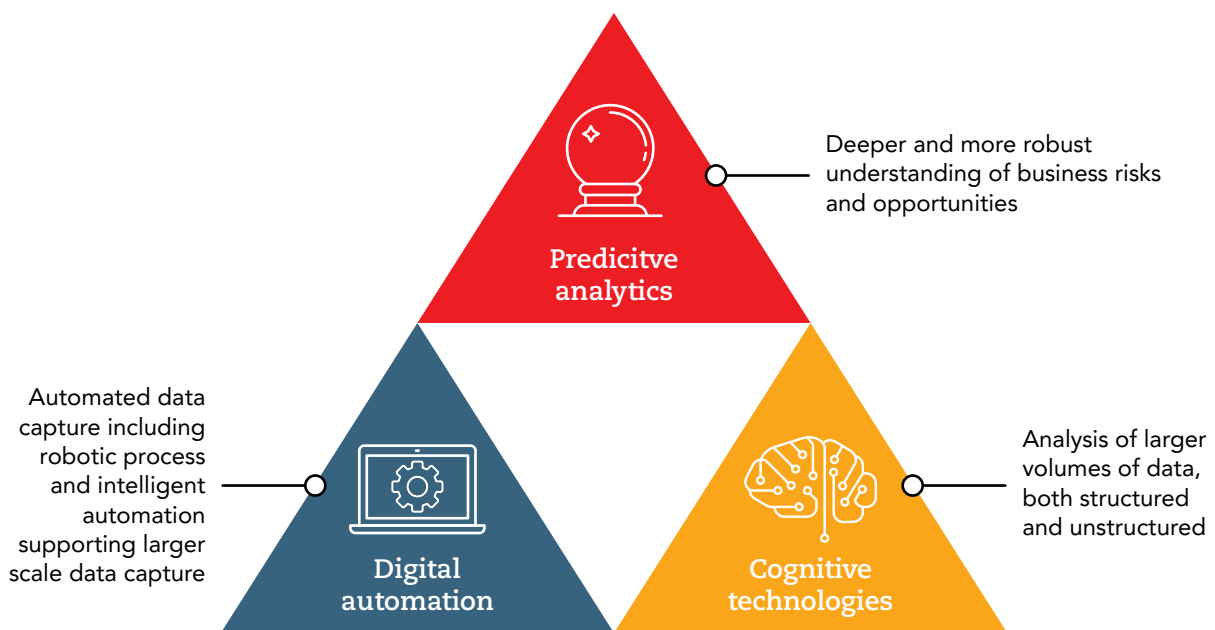 Deeper and more robust
understanding of business risks
and opportunities
Predicitve
analytics
Automated data
capture including
robotic process
and intelligent
automation
supporting larger
scale data capture
Digital
automation
Cognitive
technologies
Analysis of larger
volumes of data,
both structured
and unstructured